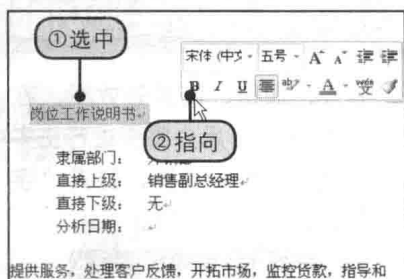 ①选中
宋体 (中文 五号 A A
B I U ab A wén 变
岗位工作说明书
②指向
隶属部门：
直接上级： 销售副总经理
直接下级： 无
分析日期：
提供服务，处理客户反馈，开拓市场，监控货款，指导和